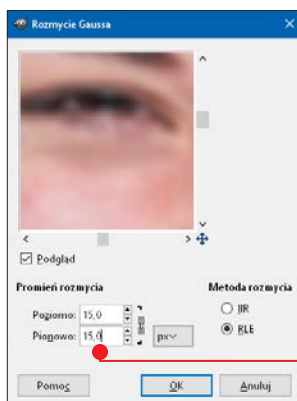 Rozmycie Gaussa
Podgląd
Promień rozmycia
Metoda rozmycia
Poziomo: 15,0
IIR
Pionowo: 15,0
px
RLE
Pomoc
OK
Anuluj